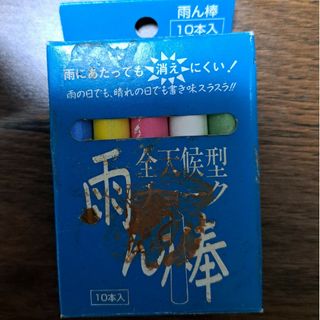 雨ん棒
10本入
雨にあたっても消えにくい!
雨の日でも、晴れの日でも書き味スラスラ!!
全天候型
チョーク
雨ん棒
10本入